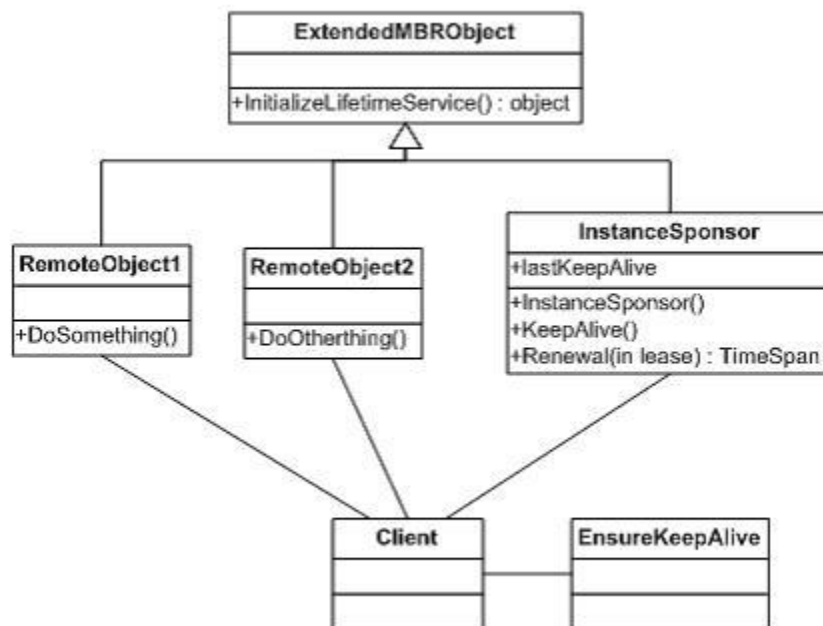 ExtendedMBRObject
+InitializeLifetimeService() : object
RemoteObject1
+DoSomething()
RemoteObject2
+DoOtherthing()
InstanceSponsor
+lastKeepAlive
+InstanceSponsor()
+KeepAlive()
+Renewal(in lease) : TimeSpan
Client
EnsureKeepAlive